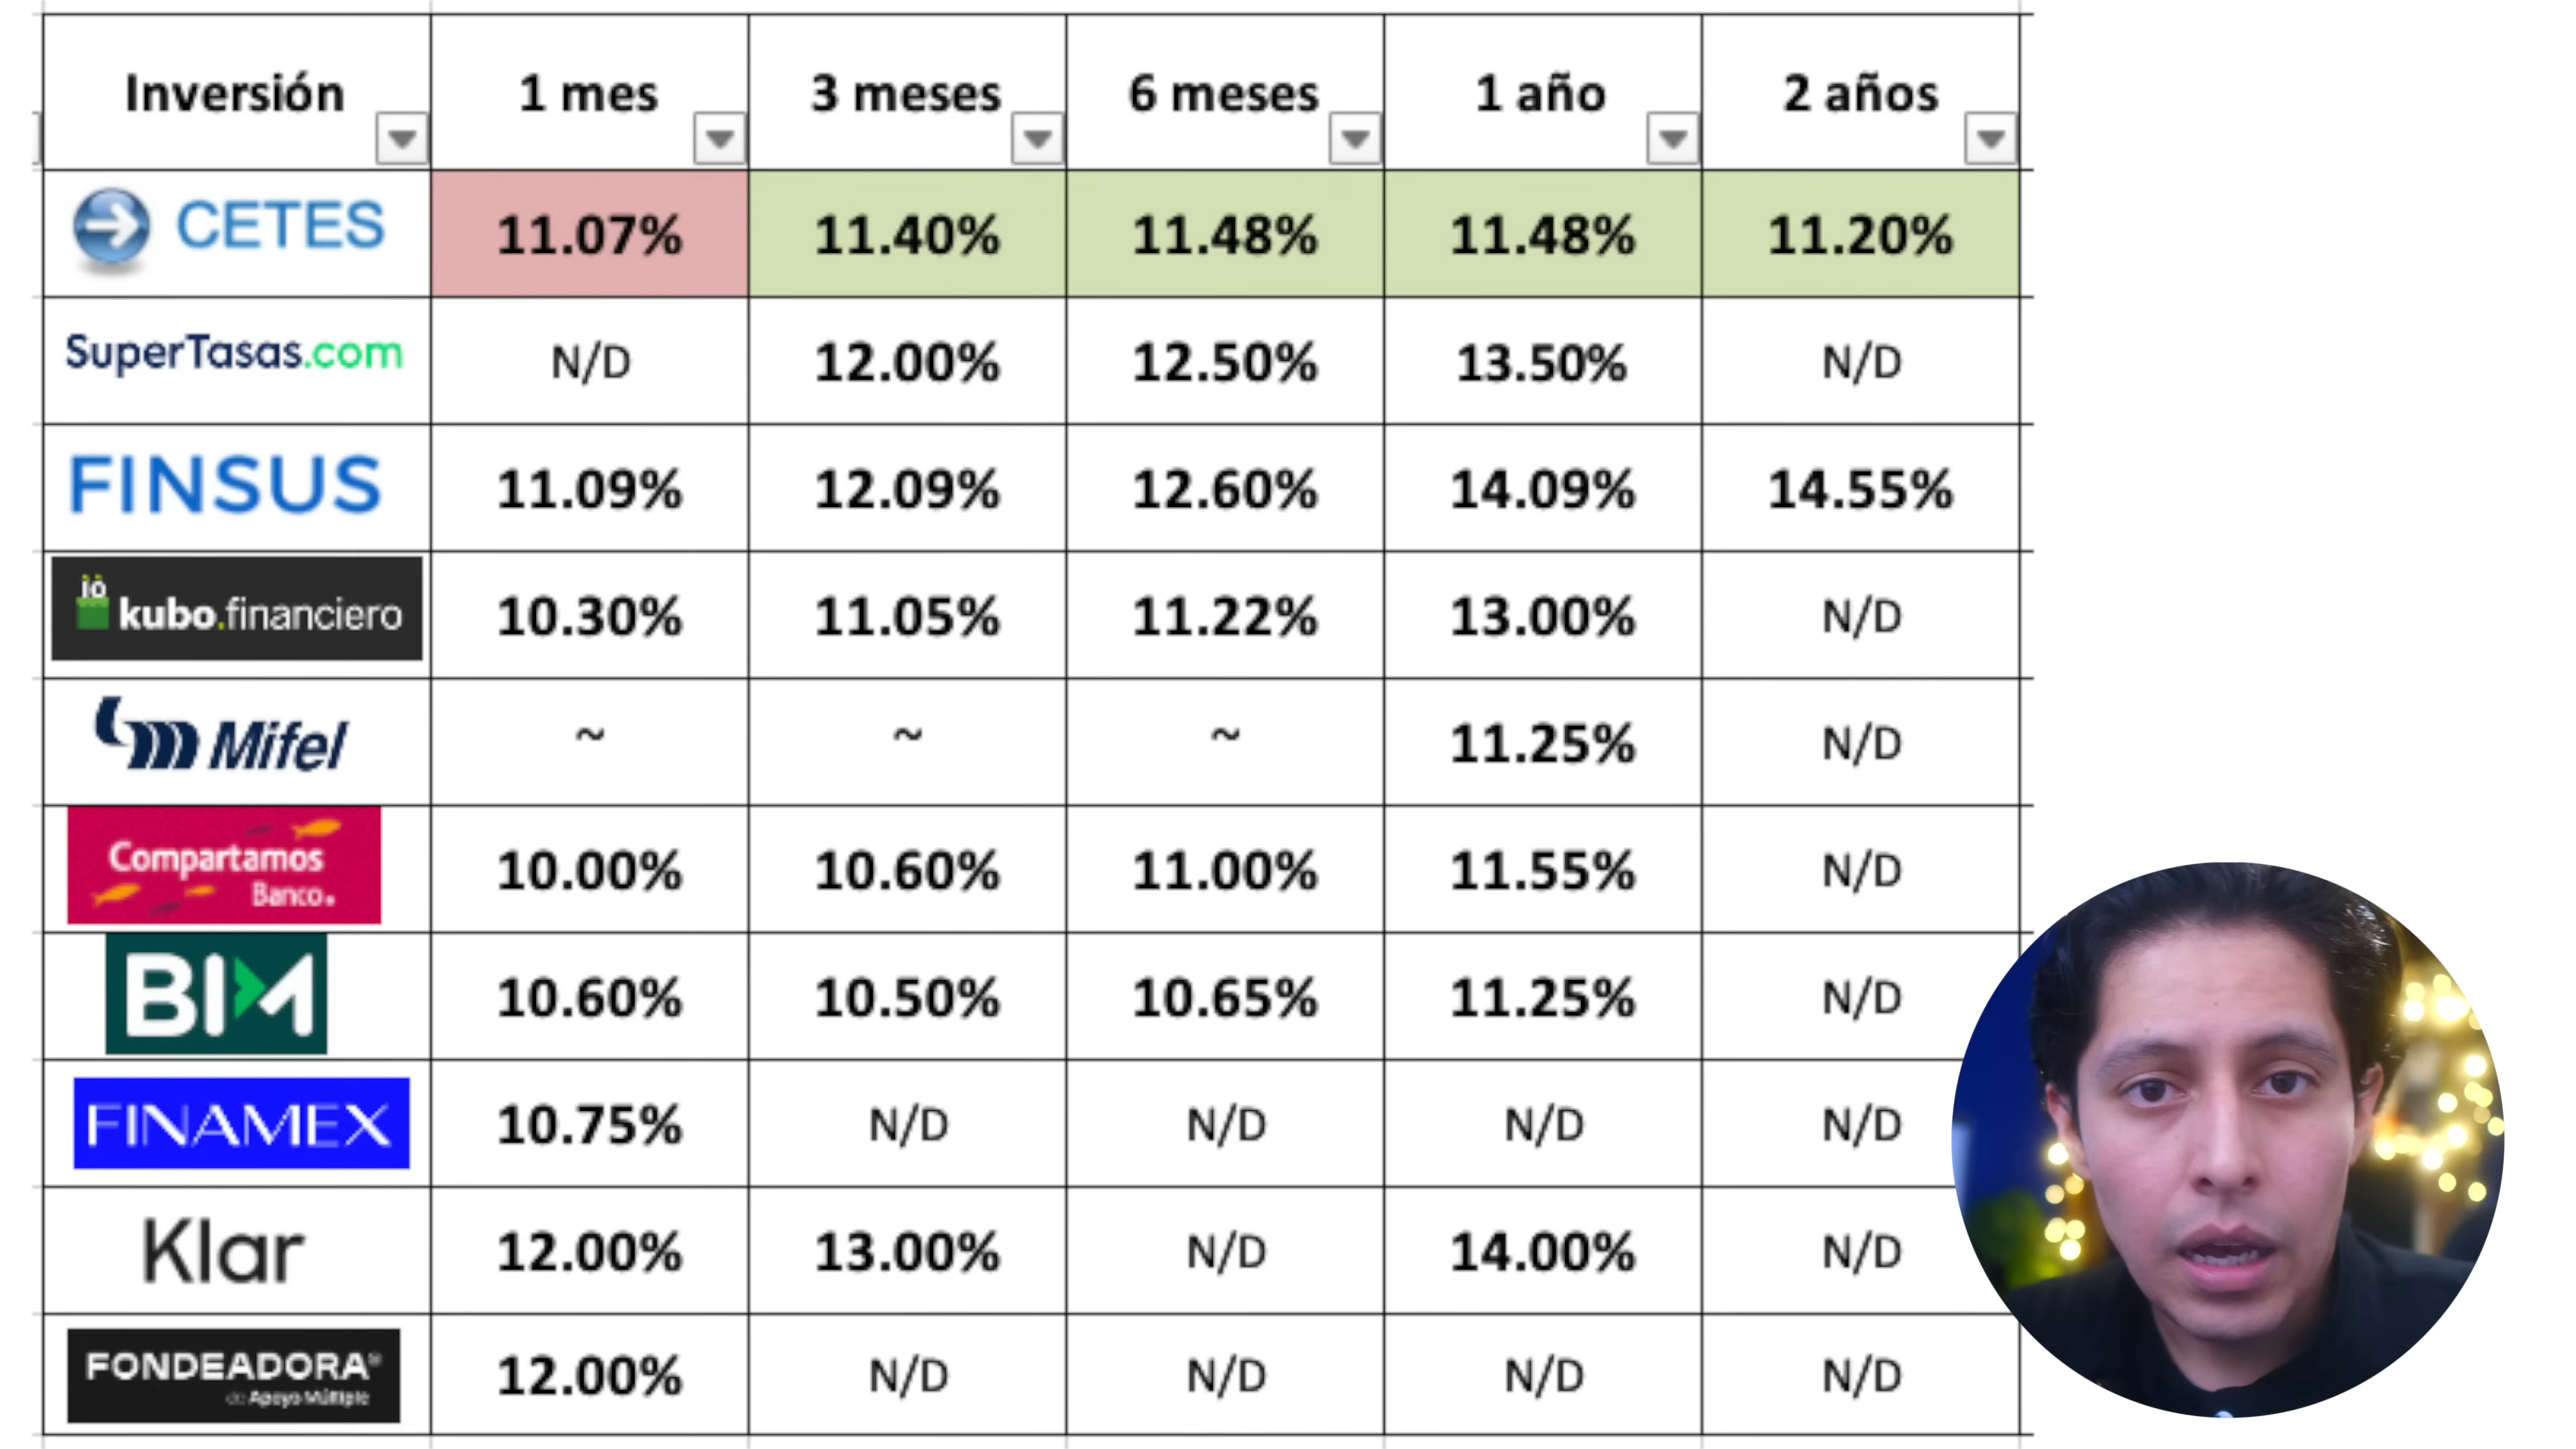 Inversión 1 mes 3 meses 6 meses 1 año 2 años
CETES 11.07% 11.40% 11.48% 11.48% 11.20%
SuperTasas.com N/D 12.00% 12.50% 13.50% N/D
FINSUS 11.09% 12.09% 12.60% 14.09% 14.55%
kubo.financiero 10.30% 11.05% 11.22% 13.00% N/D
Mifel ~ ~ ~ 11.25% N/D
Compartamos
Banco 10.00% 10.60% 11.00% 11.55% N/D
BIM 10.60% 10.50% 10.65% 11.25% N/D
FINAMEX 10.75% N/D N/D N/D N/D
Klar 12.00% 13.00% N/D 14.00% N/D
FONDEADORA 12.00% N/D N/D N/D N/D
de Apoyo Múltiple